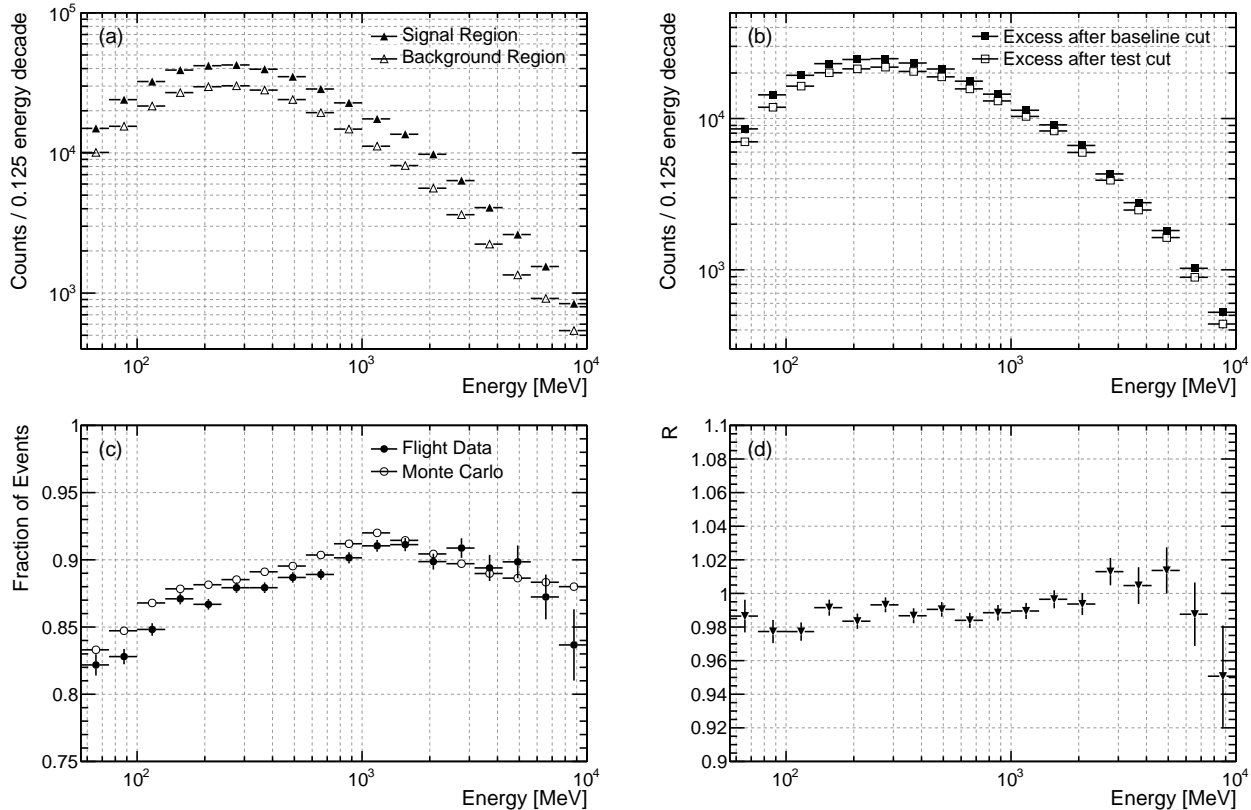 (a)
Signal Region
Background Region
Counts / 0.125 energy decade
10^5
10^4
10^3
10^2
10^3
10^4
Energy [MeV]
(b)
Excess after baseline cut
Excess after test cut
Counts / 0.125 energy decade
10^4
10^3
10^2
10^3
10^4
Energy [MeV]
(c)
Flight Data
Monte Carlo
Fraction of Events
1
0.95
0.9
0.85
0.8
0.75
10^2
10^3
10^4
Energy [MeV]
(d)
R
1.1
1.08
1.06
1.04
1.02
1
0.98
0.96
0.94
0.92
0.9
10^2
10^3
10^4
Energy [MeV]